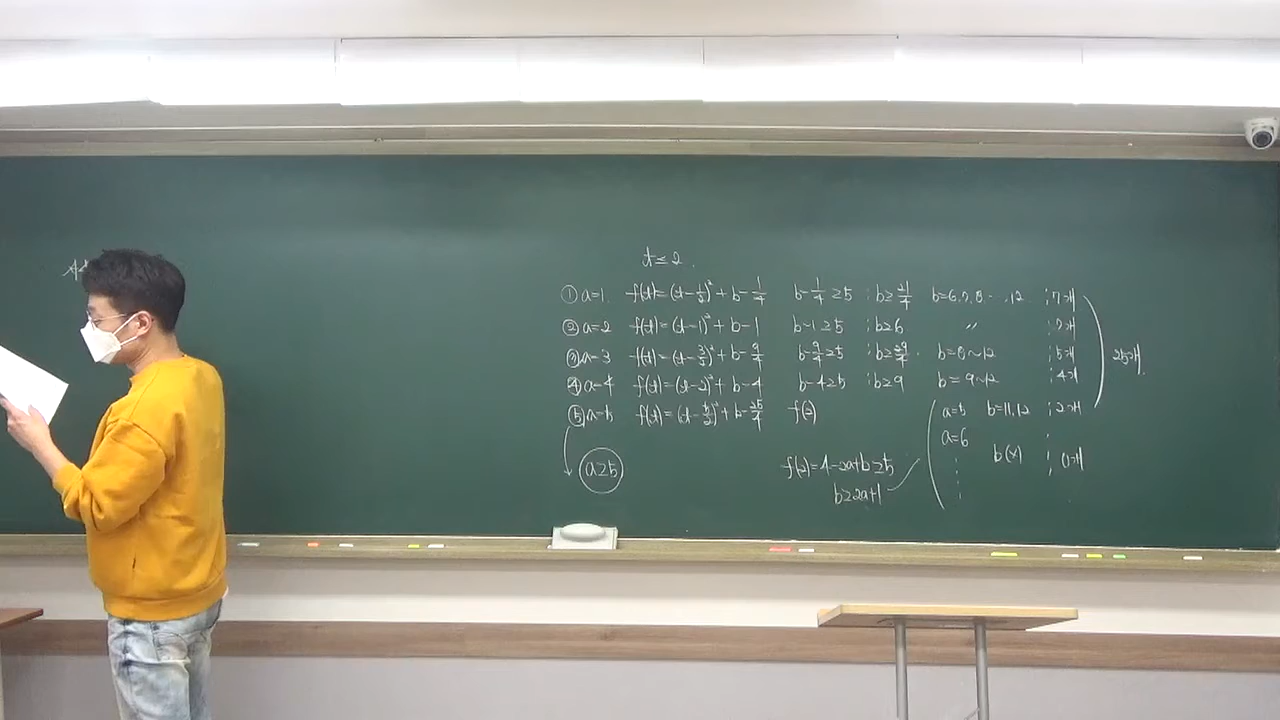 t≤2.
① a=1. f(t)=(t-1/2)²+b-1/4 b-1/4≥5 ; b≥21/4 b=6,7,8...,12 ; 7개
② a=2 f(t)=(t-1)²+b-1 b-1≥5 ; b≥6 〃 ; 7개
③ a=3 f(t)=(t-3/2)²+b-9/4 b-9/4≥5 ; b≥29/4. b=8~12 ; 5개
④ a=4 f(t)=(t-2)²+b-4 b-4≥5 ; b≥9 b=9~12 ; 4개
⑤ a=5 f(t)=(t-5/2)²+b-25/4 f(2) a=5 b=11,12 ; 2개
25개.
a≥5
f(2)=4-2a+b≥5
b≥2a+1
a=6
b(x) ; 0개